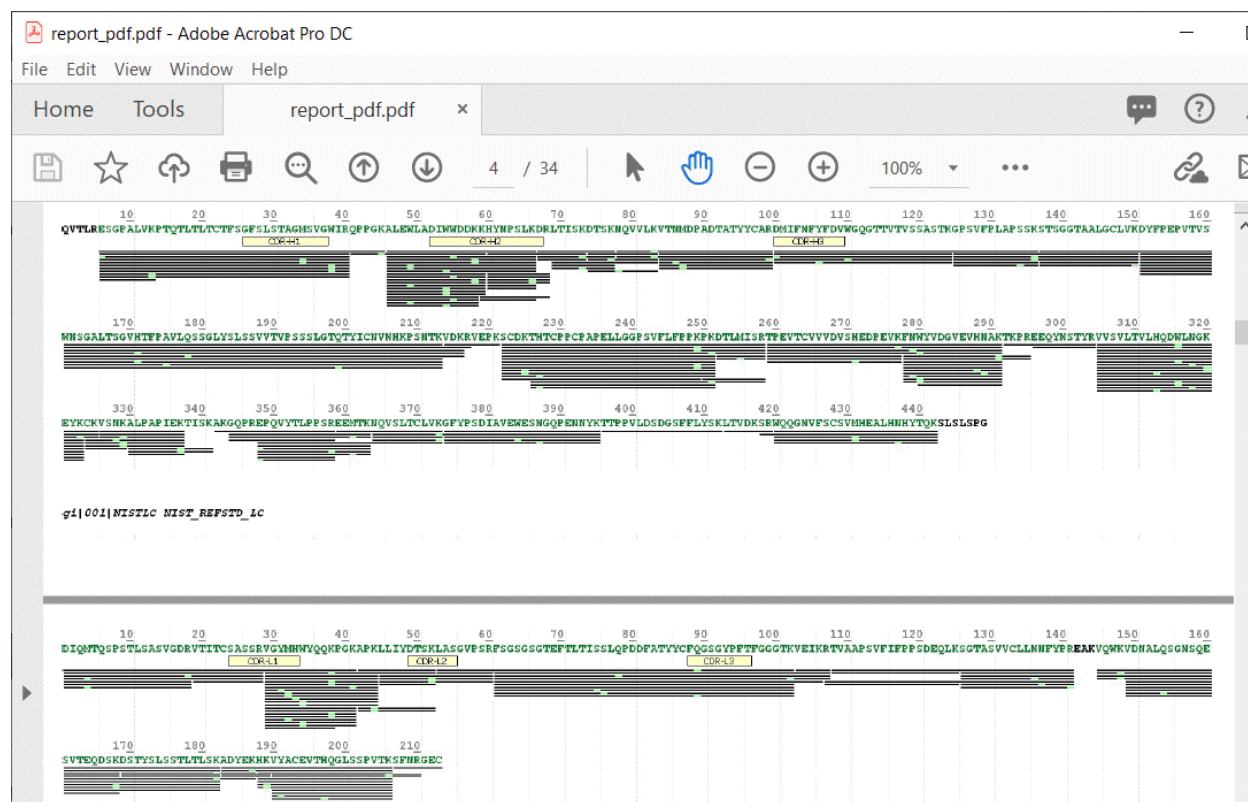 report_pdf.pdf - Adobe Acrobat Pro DC
File Edit View Window Help
Home Tools report_pdf.pdf ×
4 / 34 100%
10 20 30 40 50 60 70 80 90 100 110 120 130 140 150 160
QVTLRESGPALVKPTQTLTLTCTFSGFSLSTAGMSVGWIRQPPGKALEWLADIWWDDKKHYNPSLKDRLTISKDTSKNQVVLKVTNMDPADTATYYCARDMIFNFYFDVWGQGTTVTVSSASTKGPSVFPLAPSSKSTSGGTAALGCLVKDYFPEPVTVS
CDR-H1 CDR-H2 CDR-H3
170 180 190 200 210 220 230 240 250 260 270 280 290 300 310 320
WNSGALTSGVHTFPAVLQSSGLYSLSSVVTVPSSSLGTQTYICNVNHKPSNTKVDKRVEPKSCDKTHTCPPCPAPELLGGPSVFLFPPKPKDTLMISRTPEVTCVVVDVSHEDPEVKFNWYVDGVEVHNAKTKPREEQYNSTYRVVSVLTVLHQDWLNGK
330 340 350 360 370 380 390 400 410 420 430 440
EYKCKVSNKALPAPIEKTISKAKGQPREPQVYTLPPSREEMTKNQVSLTCLVKGFYPSDIAVEWESNGQPENNYKTTPPVLDSDGSFFLYSKLTVDKSRWQQGNVFSCSVMHEALHNHYTQKSLSLSPG
gi|001|NISTLC NIST_REFSTD_LC
10 20 30 40 50 60 70 80 90 100 110 120 130 140 150 160
DIQMTQSPSTLSASVGDRVTITCSASSRVGYMHWYQQKPGKAPKLLIYDTSKLASGVPSRFSGSGSGTEFTLTISSLQPDDFATYYCFQGSGYPFTFGGGTKVEIKRTVAAPSVFIFPPSDEQLKSGTASVVCLLNNFYPREAKVQWKVDNALQSGNSQE
CDR-L1 CDR-L2 CDR-L3
170 180 190 200 210
SVTEQDSKDSTYSLSSTLTLSKADYEKHKVYACEVTHQGLSSPVTKSFNRGEC